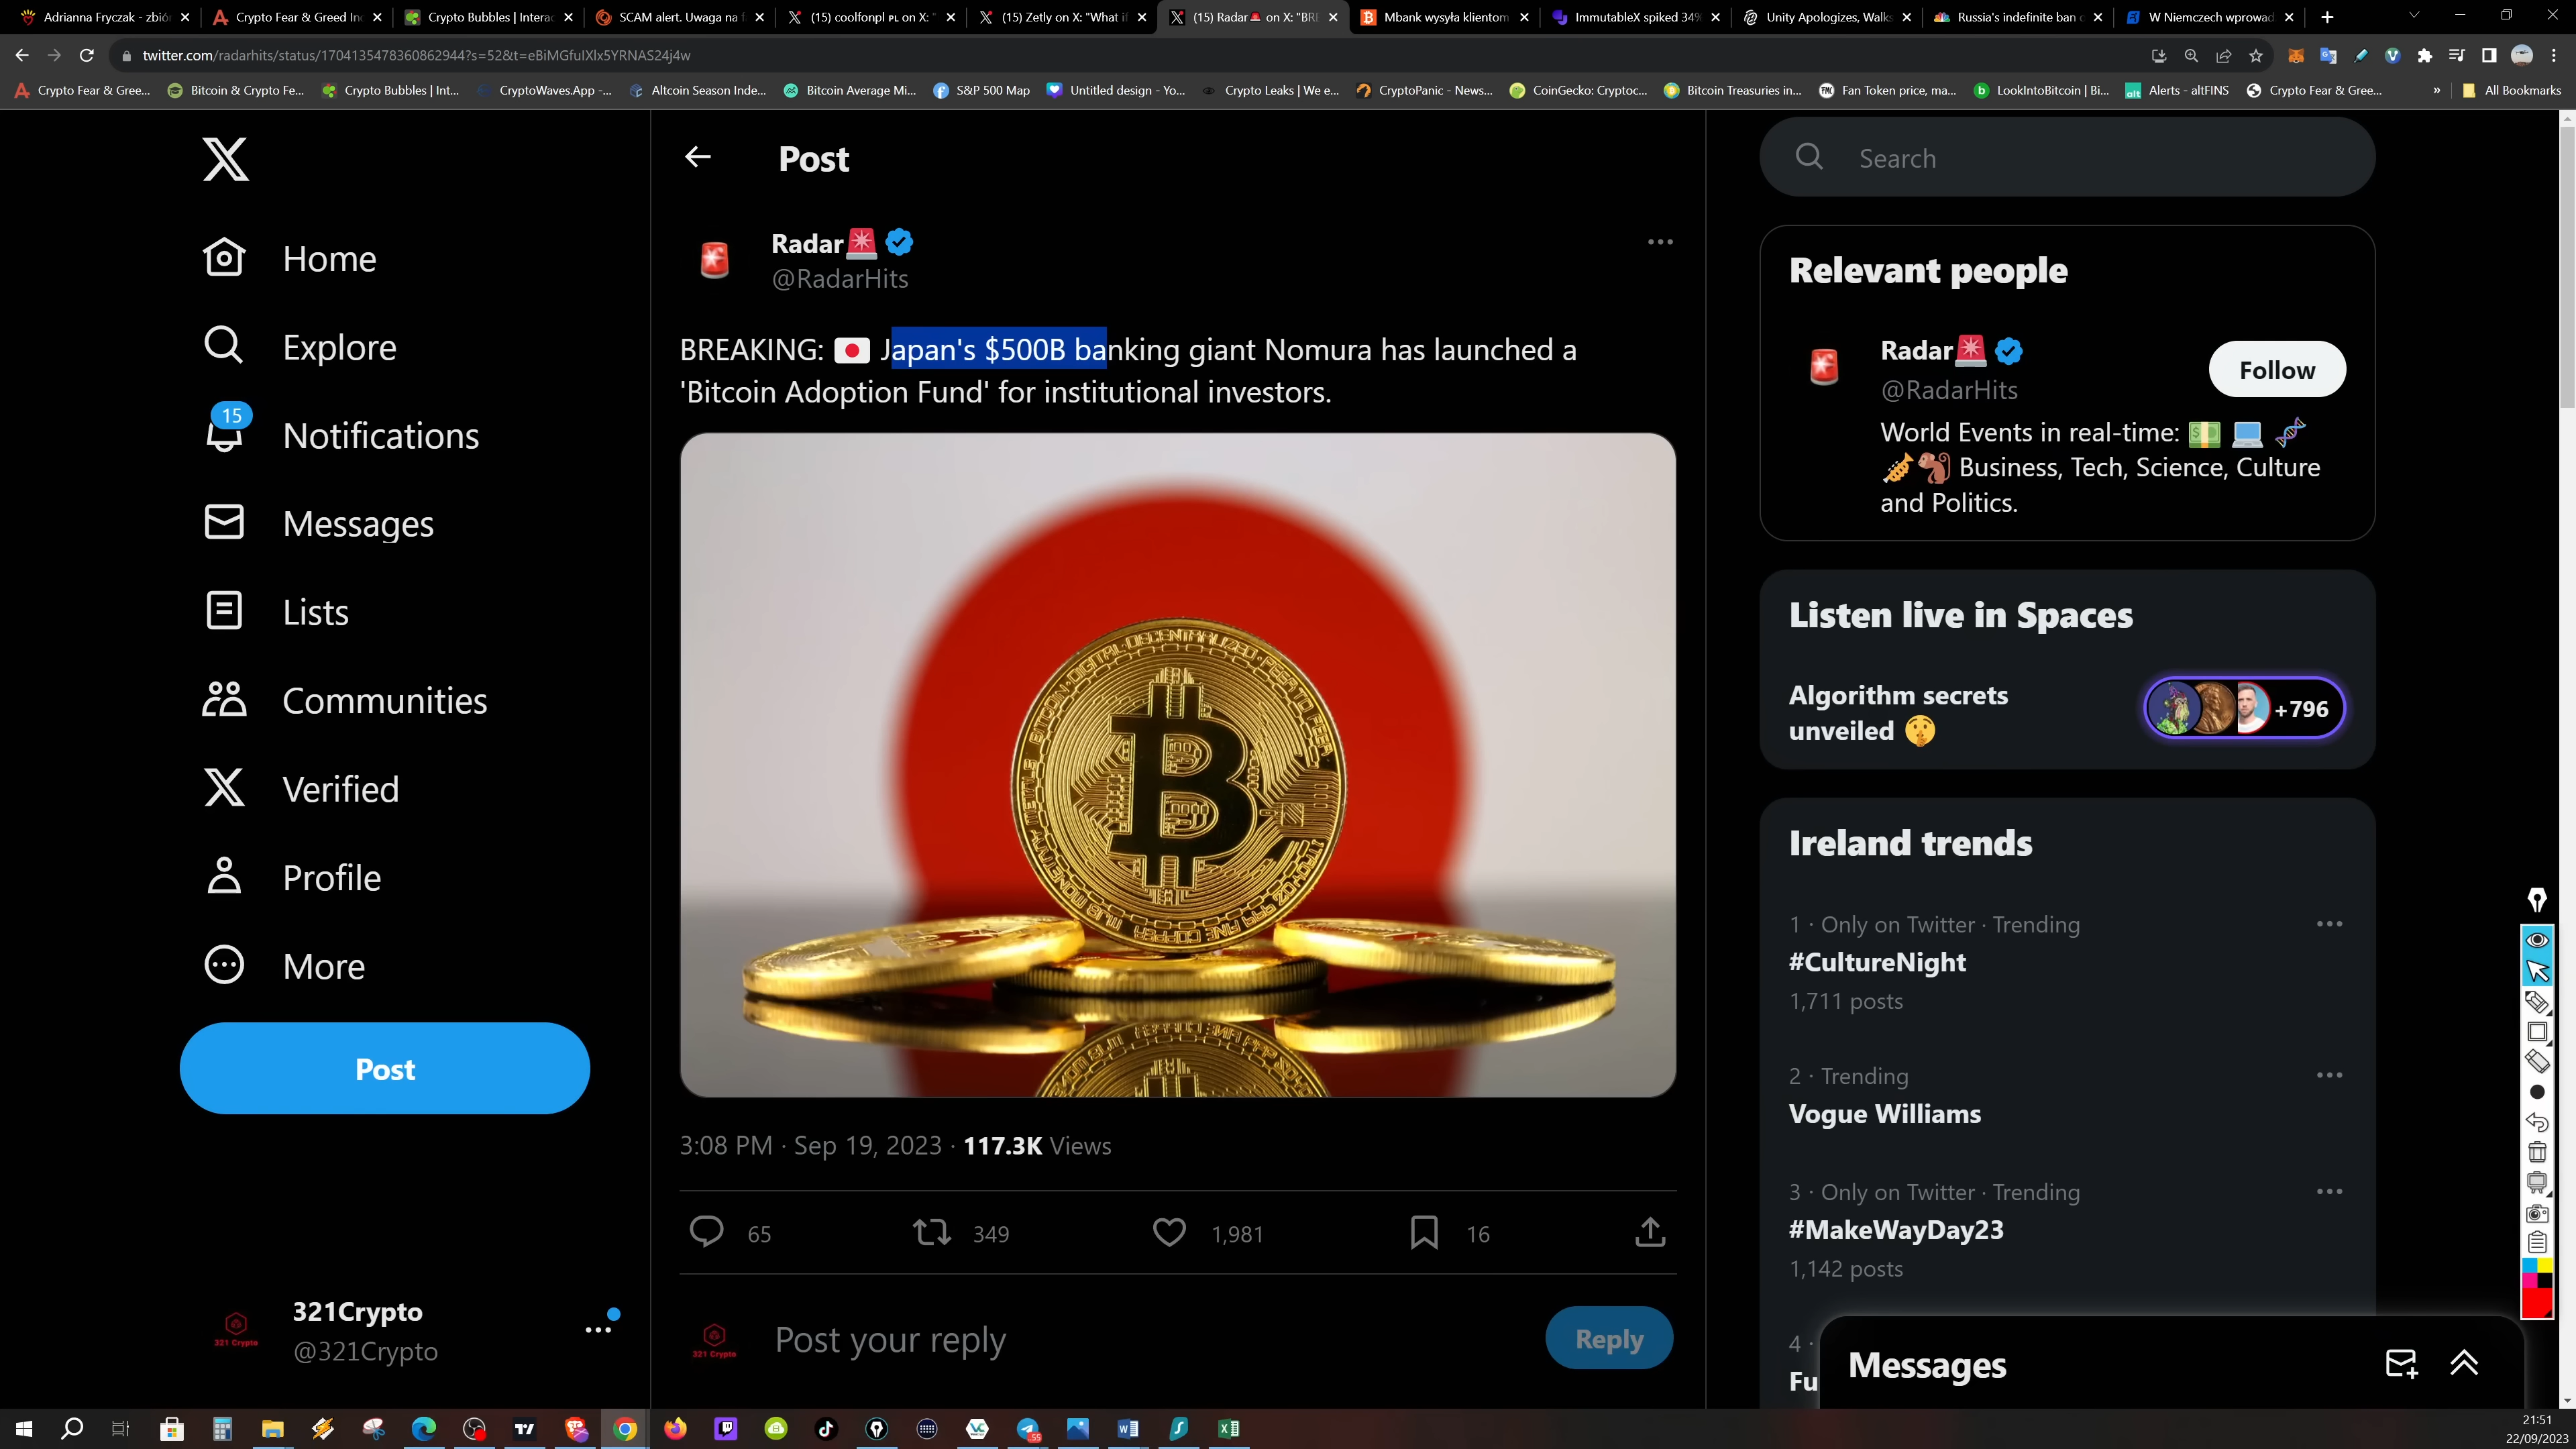 Adrianna Fryczak - zbiór
Crypto Fear & Greed In
Crypto Bubbles | Interac
SCAM alert. Uwaga na f
(15) coolfonpl PL on X: "
(15) Zetly on X: "What i
(15) Radar🚨 on X: "BRE
Mbank wysyła klientom
ImmutableX spiked 34%
Unity Apologizes, Walks
Russia's indefinite ban o
W Niemczech wprowad
twitter.com/radarhits/status/1704135478360862944?s=52&t=eBiMGfuIXlx5YRNAS24j4w
Crypto Fear & Gree...
Bitcoin & Crypto Fe...
Crypto Bubbles | Int...
CryptoWaves.App -...
Altcoin Season Inde...
Bitcoin Average Mi...
S&P 500 Map
Untitled design - Yo...
Crypto Leaks | We e...
CryptoPanic - News...
CoinGecko: Cryptoc...
Bitcoin Treasuries in...
Fan Token price, ma...
LookIntoBitcoin | Bi...
Alerts - altFINS
Crypto Fear & Gree...
»
All Bookmarks
Home
Explore
15
Notifications
Messages
Lists
Communities
Verified
Profile
More
Post
321Crypto
@321Crypto
Post
Radar🚨
@RadarHits
BREAKING: 🇯🇵 Japan's $500B banking giant Nomura has launched a
'Bitcoin Adoption Fund' for institutional investors.
3:08 PM · Sep 19, 2023 · 117.3K Views
65
349
1,981
16
321 Crypto
Post your reply
Reply
Search
Relevant people
Radar🚨
@RadarHits
Follow
World Events in real-time: 💵 💻 🧬
🎺🐒 Business, Tech, Science, Culture
and Politics.
Listen live in Spaces
Algorithm secrets
unveiled 🤫
+796
Ireland trends
1 · Only on Twitter · Trending
#CultureNight
1,711 posts
2 · Trending
Vogue Williams
3 · Only on Twitter · Trending
#MakeWayDay23
1,142 posts
4 ·
Fu
Messages
21:51
22/09/2023